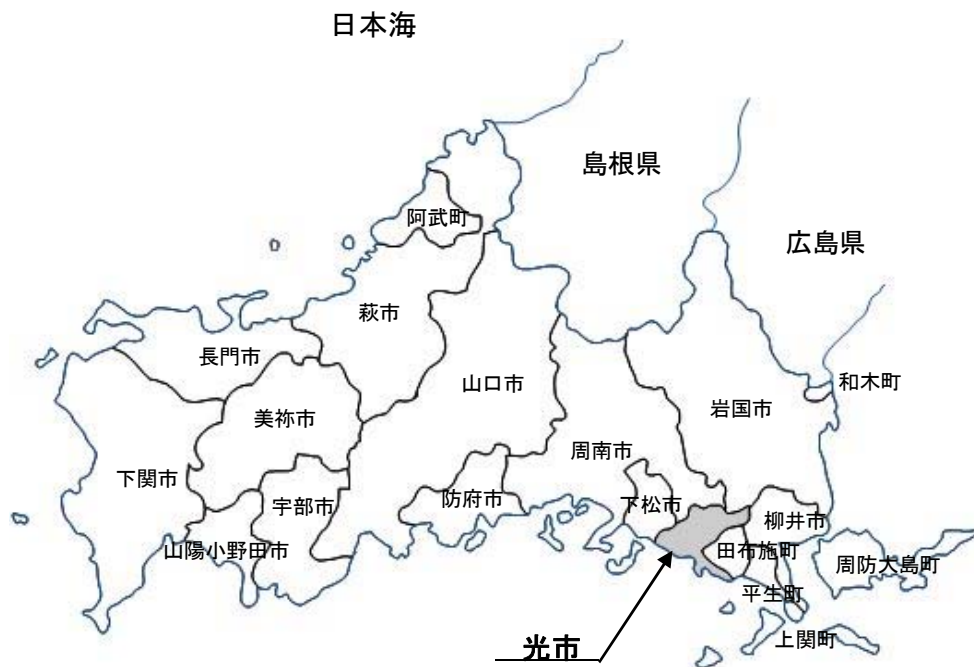 日本海
島根県
阿武町
広島県
萩市
長門市
山口市
和木町
岩国市
美祢市
周南市
下関市
防府市
宇部市
下松市
柳井市
山陽小野田市
田布施町
周防大島町
平生町
上関町
光市